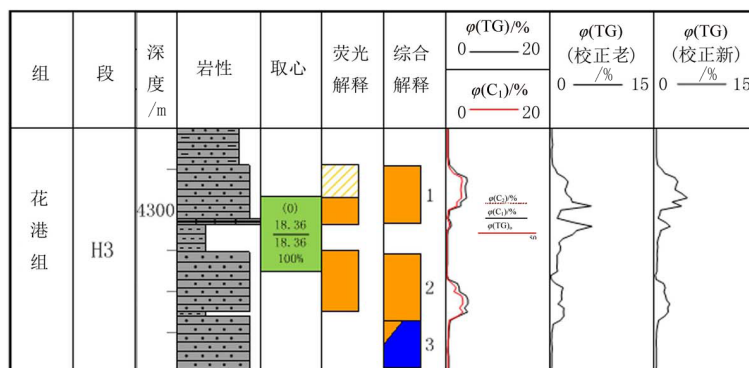 组
段
深
度
/m
岩性
取心
荧光
解释
综合
解释
φ(TG)/%
0 20
φ(C₁)/%
0 20
φ(TG)
(校正老)
/%
0 15
φ(TG)
(校正新)
/%
0 15
花
港
组
H3
4300
(0)
18.36
18.36
100%
1
2
3
φ(C₁)/%
φ(TG),